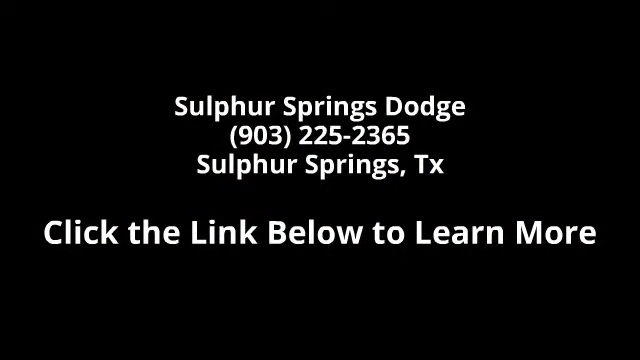 Sulphur Springs Dodge
(903) 225-2365
Sulphur Springs, Tx
Click the Link Below to Learn More